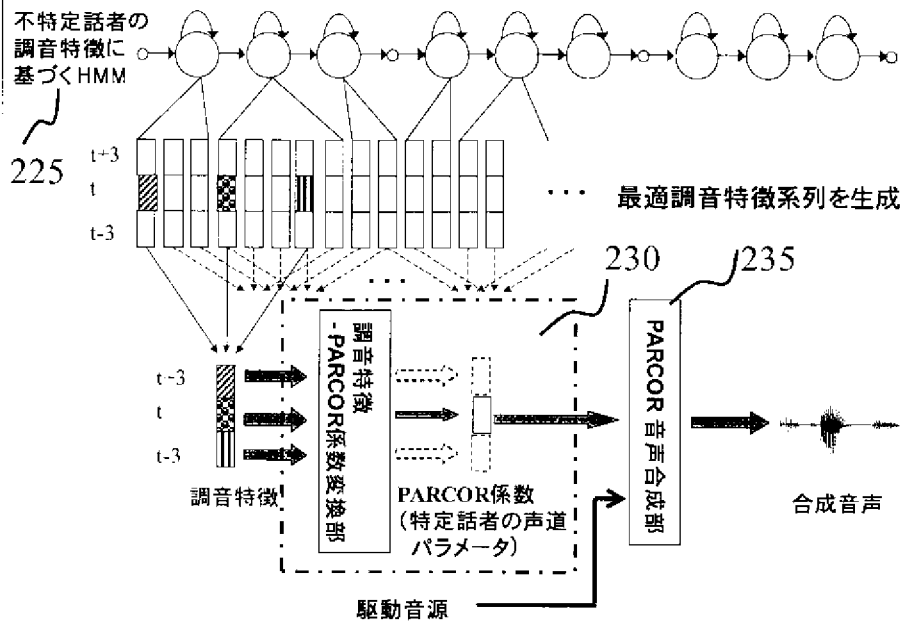 不特定話者の
調音特徴に
基づくHMM
225
t+3
t
t-3
・・・ 最適調音特徴系列を生成
・・・
230
235
t+3
t
t-3
調音特徴
調音特徴
-PARCOR係数変換部
PARCOR係数
(特定話者の声道
パラメータ)
PARCOR 音声合成部
合成音声
駆動音源